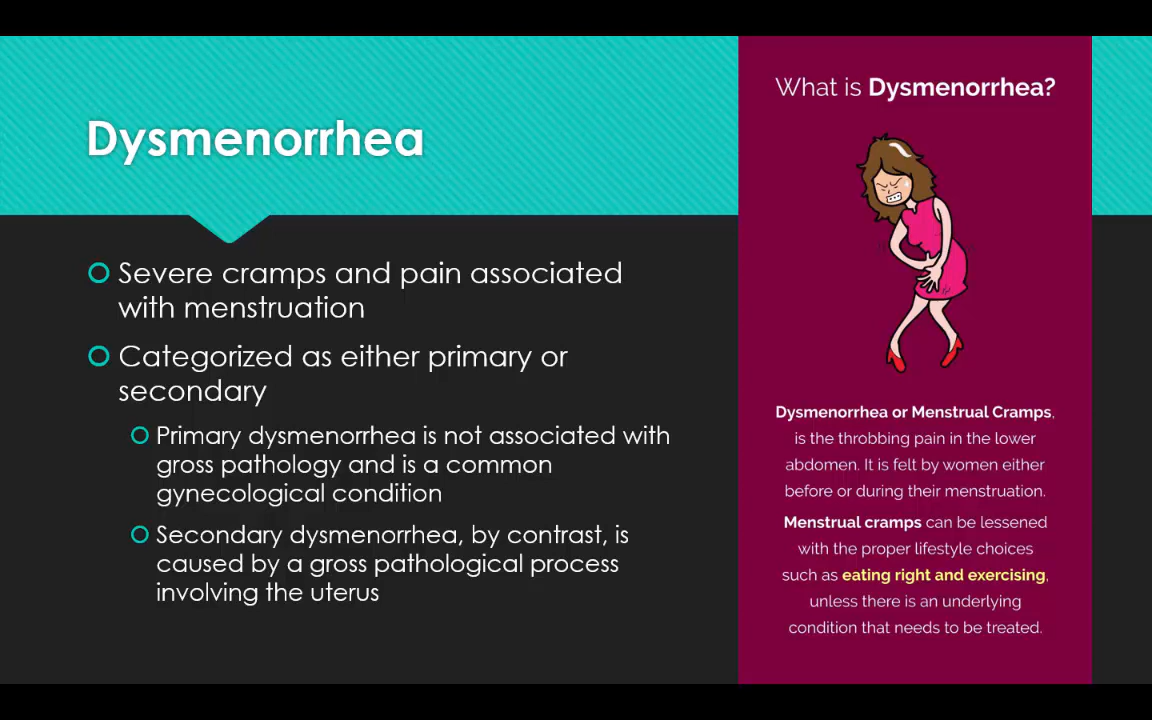 Dysmenorrhea
Severe cramps and pain associated
with menstruation
Categorized as either primary or
secondary
Primary dysmenorrhea is not associated with
gross pathology and is a common
gynecological condition
Secondary dysmenorrhea, by contrast, is
caused by a gross pathological process
involving the uterus
What is Dysmenorrhea?
Dysmenorrhea or Menstrual Cramps,
is the throbbing pain in the lower
abdomen. It is felt by women either
before or during their menstruation.
Menstrual cramps can be lessened
with the proper lifestyle choices
such as eating right and exercising,
unless there is an underlying
condition that needs to be treated.